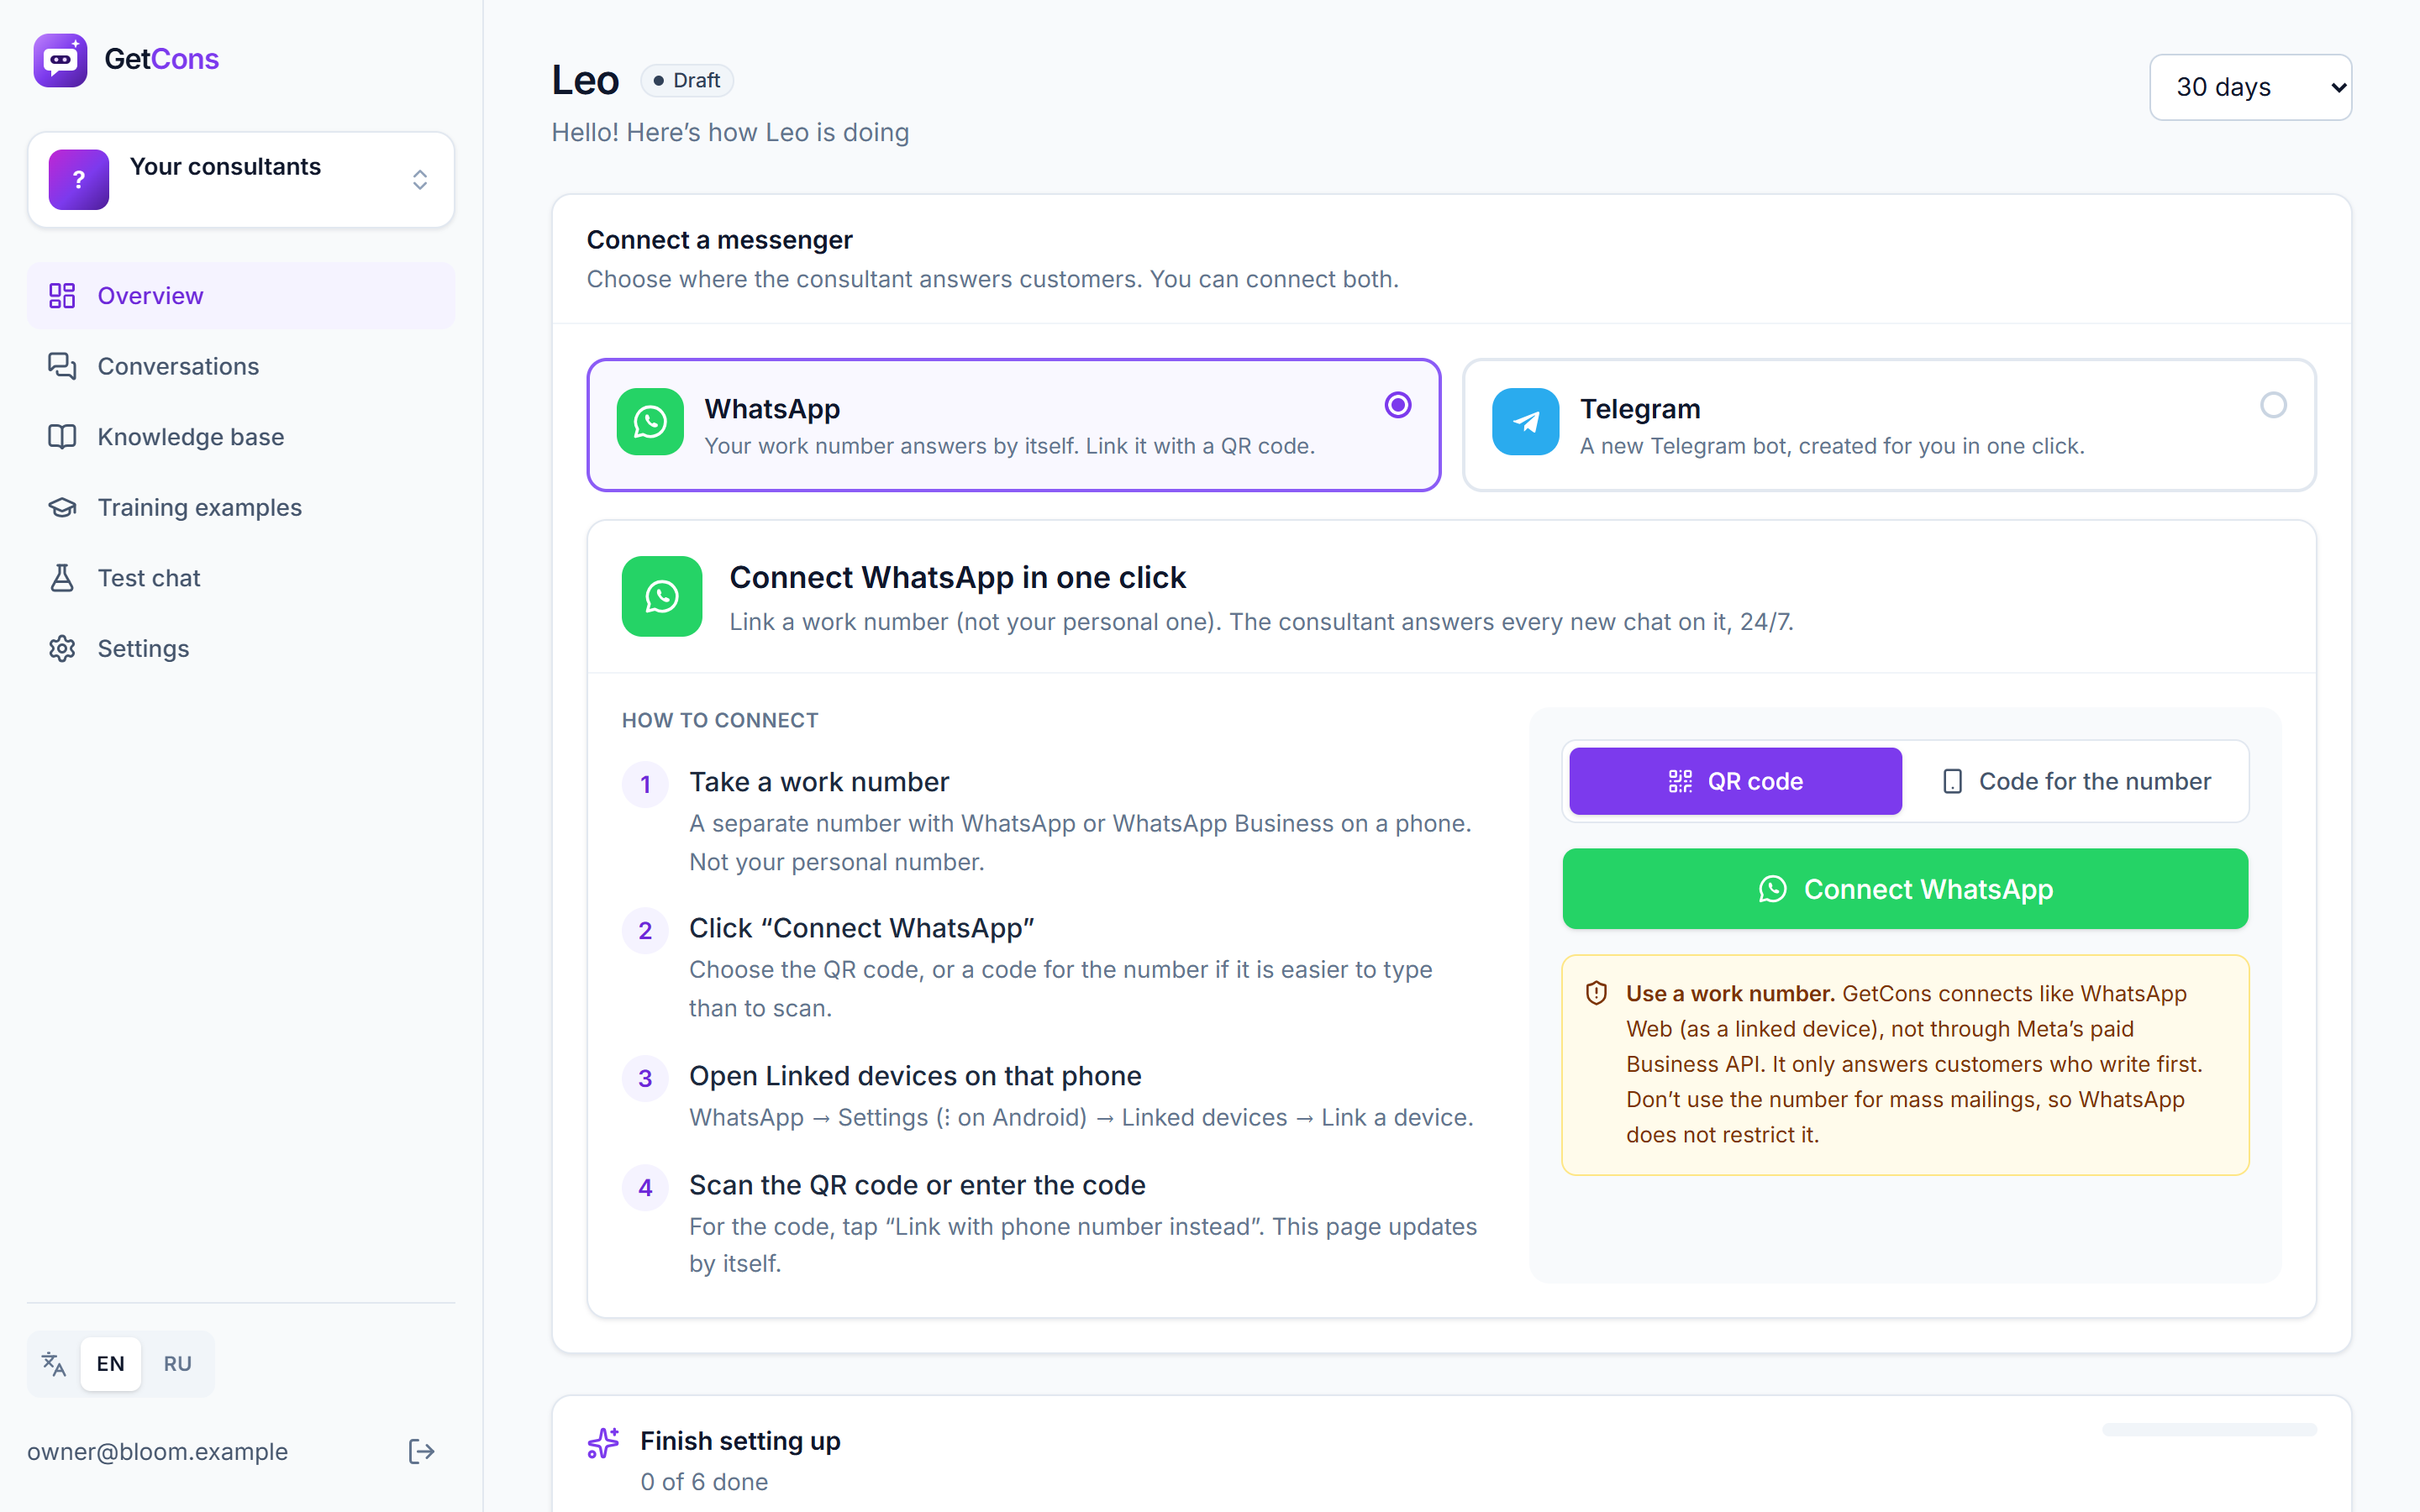 GetCons
?
Your consultants
Overview
Conversations
Knowledge base
Training examples
Test chat
Settings
EN
RU
owner@bloom.example
Leo
Draft
Hello! Here’s how Leo is doing
30 days
Connect a messenger
Choose where the consultant answers customers. You can connect both.
WhatsApp
Your work number answers by itself. Link it with a QR code.
Telegram
A new Telegram bot, created for you in one click.
Connect WhatsApp in one click
Link a work number (not your personal one). The consultant answers every new chat on it, 24/7.
HOW TO CONNECT
1
Take a work number
A separate number with WhatsApp or WhatsApp Business on a phone.
Not your personal number.
2
Click “Connect WhatsApp”
Choose the QR code, or a code for the number if it is easier to type
than to scan.
3
Open Linked devices on that phone
WhatsApp → Settings (⋮ on Android) → Linked devices → Link a device.
4
Scan the QR code or enter the code
For the code, tap “Link with phone number instead”. This page updates
by itself.
QR code
Code for the number
Connect WhatsApp
Use a work number. GetCons connects like WhatsApp
Web (as a linked device), not through Meta’s paid
Business API. It only answers customers who write first.
Don’t use the number for mass mailings, so WhatsApp
does not restrict it.
Finish setting up
0 of 6 done